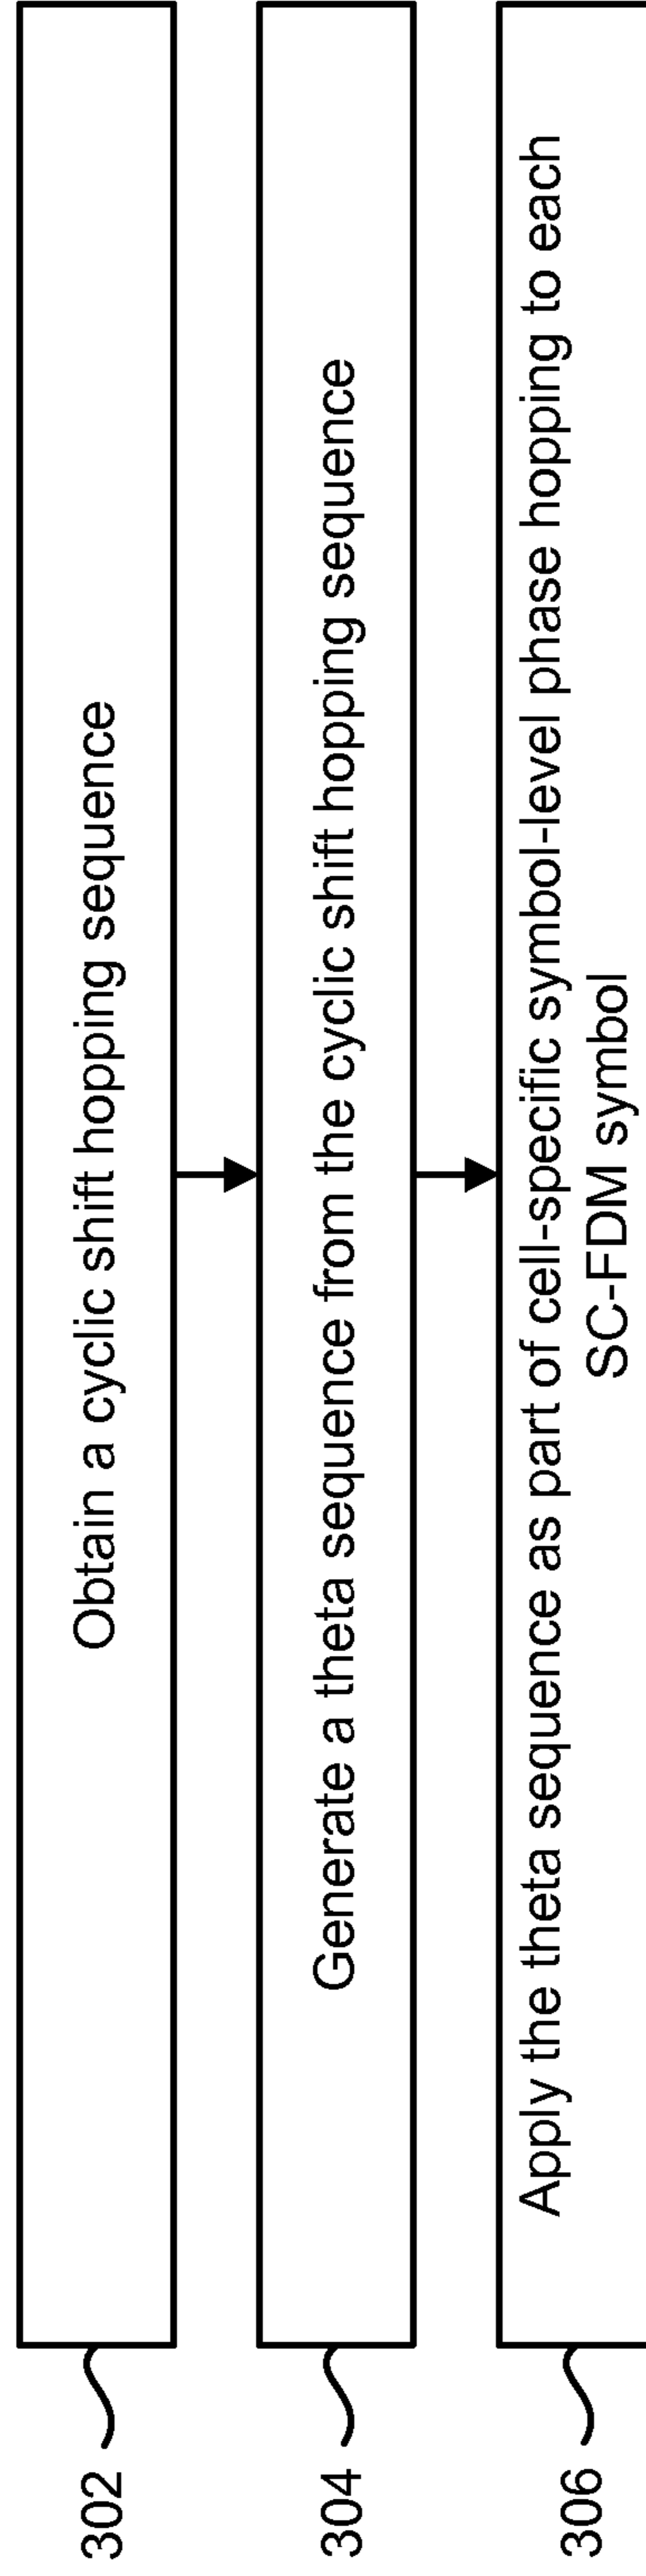 302
Obtain a cyclic shift hopping sequence
304
Generate a theta sequence from the cyclic shift hopping sequence
306
Apply the theta sequence as part of cell-specific symbol-level phase hopping to each
SC-FDM symbol